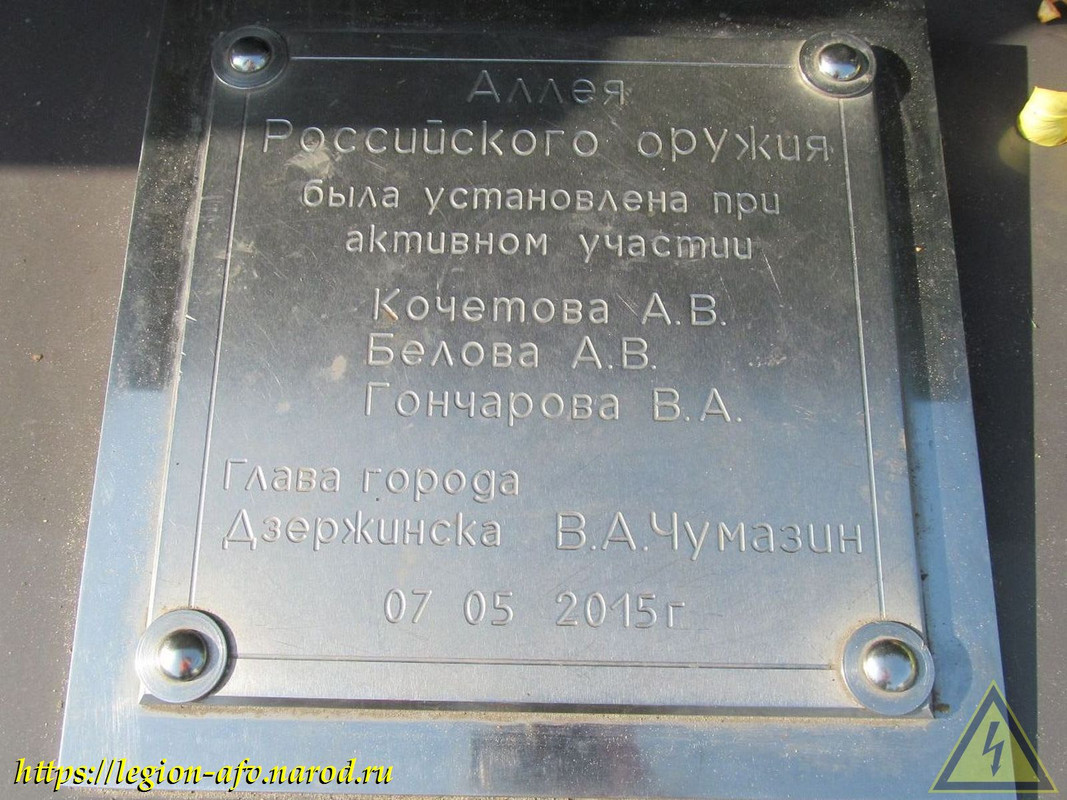 Аллея
Российского оружия
была установлена при
активном участии
Кочетова А.В.
Белова А.В.
Гончарова В.А.
Глава города
Дзержинска В.А.Чумазин
07 05 2015г
https://legion-afv.narod.ru